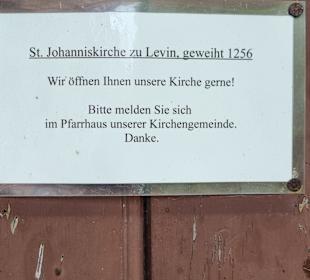 St. Johanniskirche zu Levin, geweiht 1256
Wir öffnen Ihnen unsere Kirche gerne!
Bitte melden Sie sich
im Pfarrhaus unserer Kirchengemeinde.
Danke.